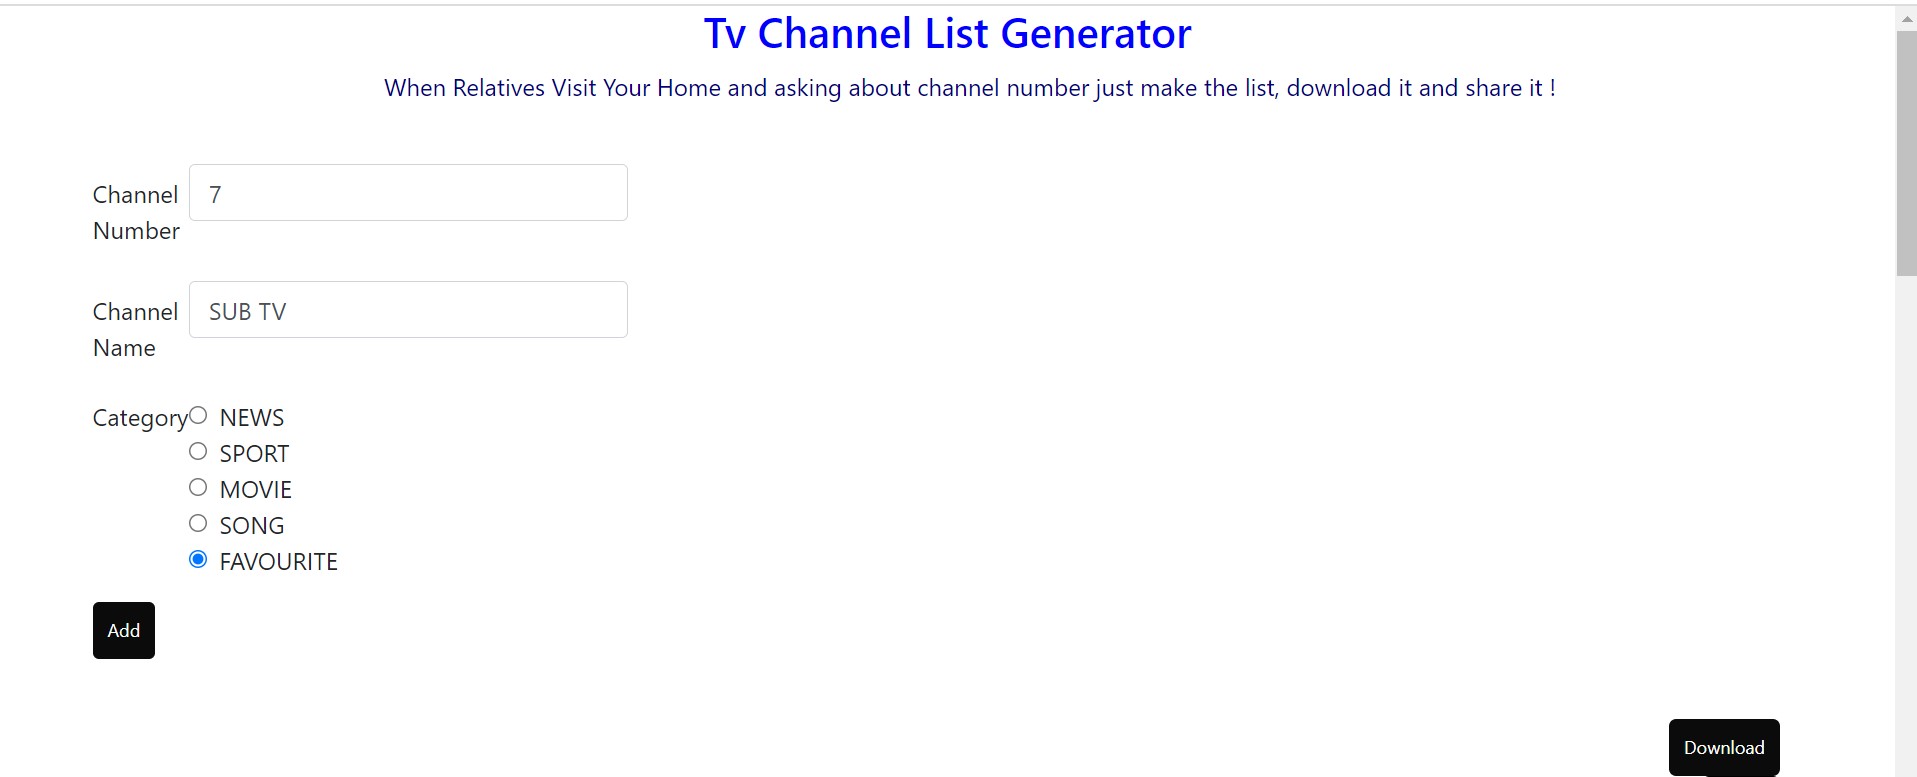 Tv Channel List Generator
When Relatives Visit Your Home and asking about channel number just make the list, download it and share it !
Channel
Number
7
Channel
Name
SUB TV
Category
NEWS
SPORT
MOVIE
SONG
FAVOURITE
Add
Download